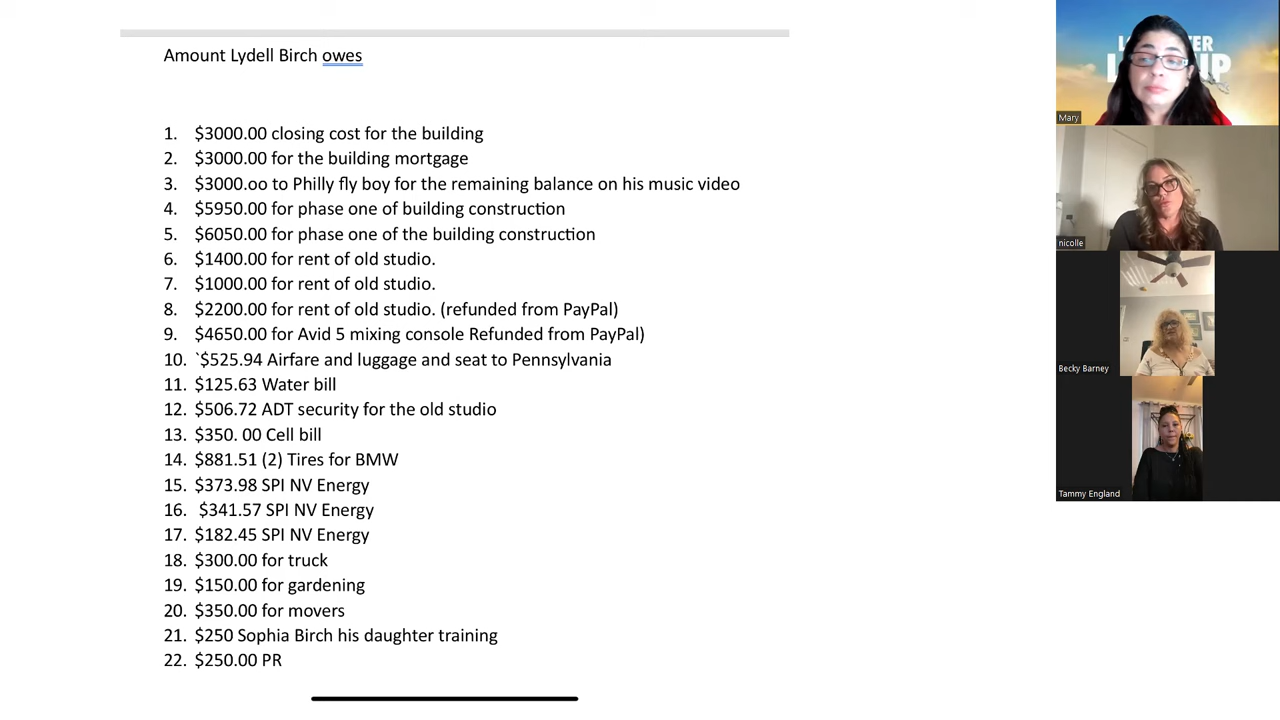 Amount Lydell Birch owes
1. $3000.00 closing cost for the building
2. $3000.00 for the building mortgage
3. $3000.oo to Philly fly boy for the remaining balance on his music video
4. $5950.00 for phase one of building construction
5. $6050.00 for phase one of the building construction
6. $1400.00 for rent of old studio.
7. $1000.00 for rent of old studio.
8. $2200.00 for rent of old studio. (refunded from PayPal)
9. $4650.00 for Avid 5 mixing console Refunded from PayPal)
10. `$525.94 Airfare and luggage and seat to Pennsylvania
11. $125.63 Water bill
12. $506.72 ADT security for the old studio
13. $350. 00 Cell bill
14. $881.51 (2) Tires for BMW
15. $373.98 SPI NV Energy
16. $341.57 SPI NV Energy
17. $182.45 SPI NV Energy
18. $300.00 for truck
19. $150.00 for gardening
20. $350.00 for movers
21. $250 Sophia Birch his daughter training
22. $250.00 PR
Mary
nicolle
Becky Barney
Tammy England